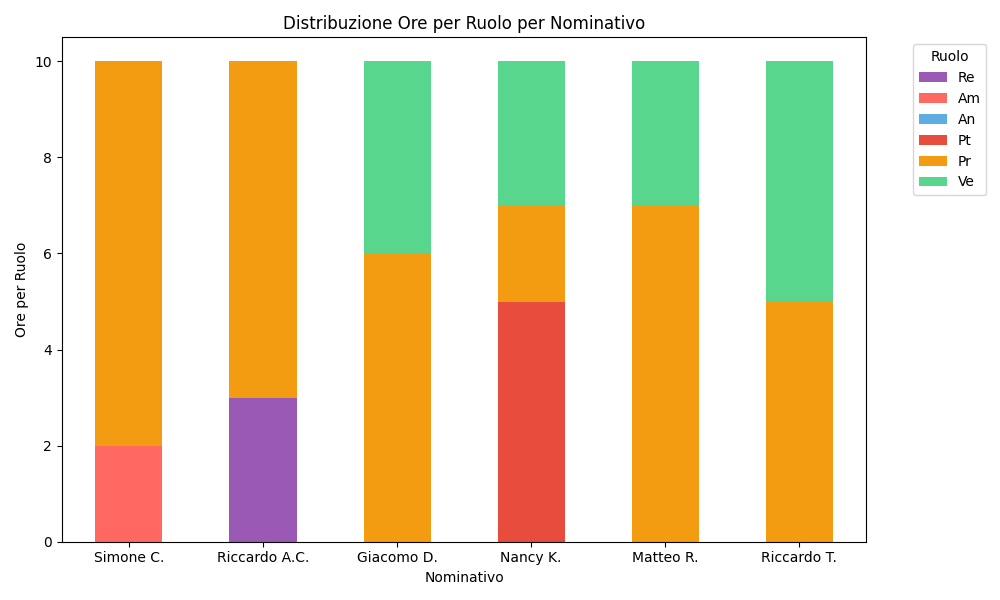 Distribuzione Ore per Ruolo per Nominativo
Ruolo
Re
Am
An
Pt
Pr
Ve
Ore per Ruolo
10
8
6
4
2
0
Simone C.
Riccardo A.C.
Giacomo D.
Nancy K.
Matteo R.
Riccardo T.
Nominativo